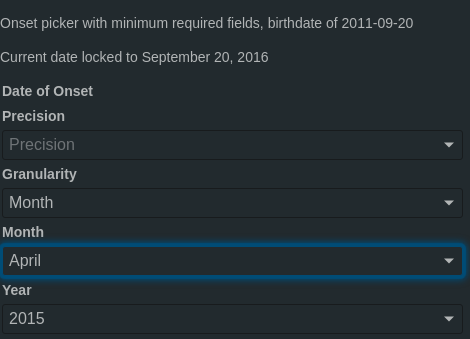 Onset picker with minimum required fields, birthdate of 2011-09-20
Current date locked to September 20, 2016
Date of Onset
Precision
Precision
Granularity
Month
Month
April
Year
2015